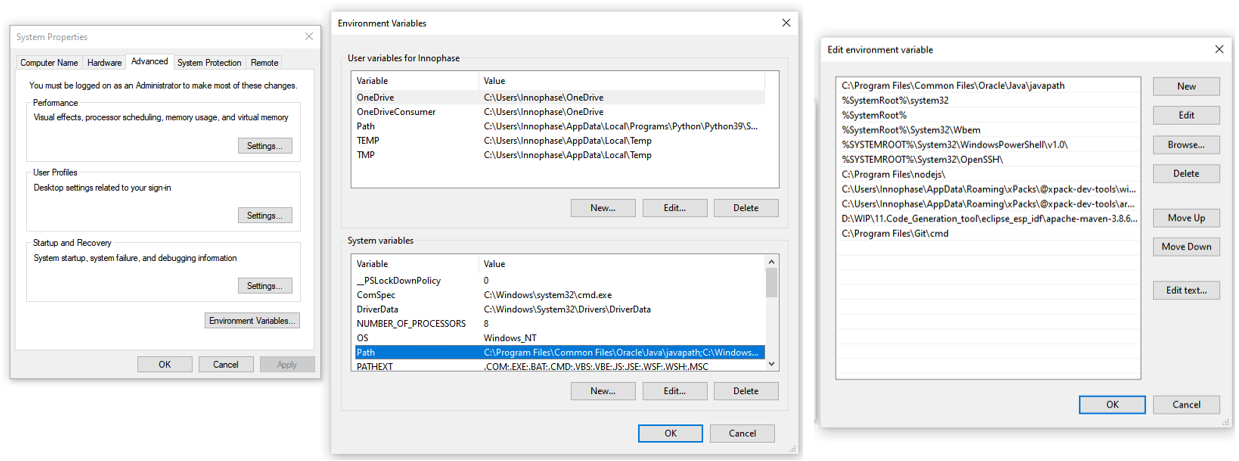 System Properties
Computer Name Hardware Advanced System Protection Remote
You must be logged on as an Administrator to make most of these changes.
Performance
Visual effects, processor scheduling, memory usage, and virtual memory
Settings...
User Profiles
Desktop settings related to your sign-in
Settings...
Startup and Recovery
System startup, system failure, and debugging information
Settings...
Environment Variables...
OK Cancel Apply
Environment Variables
User variables for Innophase
Variable Value
OneDrive C:\Users\Innophase\OneDrive
OneDriveConsumer C:\Users\Innophase\OneDrive
Path C:\Users\Innophase\AppData\Local\Programs\Python\Python39\S...
TEMP C:\Users\Innophase\AppData\Local\Temp
TMP C:\Users\Innophase\AppData\Local\Temp
New... Edit... Delete
System variables
Variable Value
__PSLockDownPolicy 0
ComSpec C:\Windows\system32\cmd.exe
DriverData C:\Windows\System32\Drivers\DriverData
NUMBER_OF_PROCESSORS 8
OS Windows_NT
Path C:\Program Files\Common Files\Oracle\Java\javapath;C:\Windows...
PATHEXT .COM;.EXE;.BAT;.CMD;.VBS;.VBE;.JS;.JSE;.WSF;.WSH;.MSC
New... Edit... Delete
OK Cancel
Edit environment variable
C:\Program Files\Common Files\Oracle\Java\javapath
%SystemRoot%\system32
%SystemRoot%
%SystemRoot%\System32\Wbem
%SYSTEMROOT%\System32\WindowsPowerShell\v1.0\
%SYSTEMROOT%\System32\OpenSSH\
C:\Program Files\nodejs\
C:\Users\Innophase\AppData\Roaming\xPacks\@xpack-dev-tools\wi...
C:\Users\Innophase\AppData\Roaming\xPacks\@xpack-dev-tools\ar...
D:\WIP\11.Code_Generation_tool\eclipse_esp_idf\apache-maven-3.8.6...
C:\Program Files\Git\cmd
New
Edit
Browse...
Delete
Move Up
Move Down
Edit text...
OK Cancel